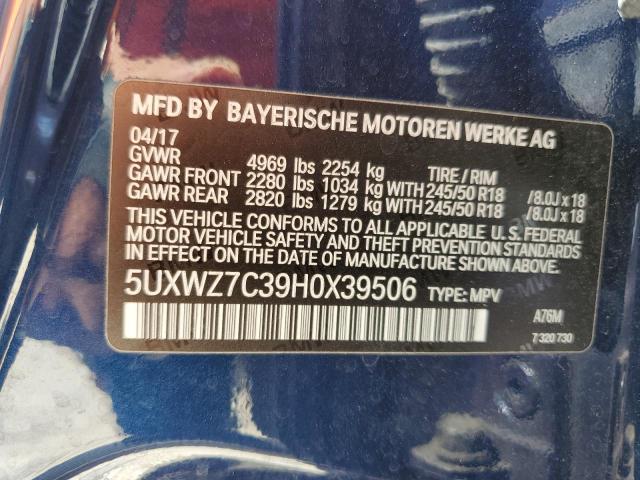 MFD BY BAYERISCHE MOTOREN WERKE AG
04/17
GVWR 4969 lbs 2254 kg TIRE / RIM
GAWR FRONT 2280 lbs 1034 kg WITH 245/50 R18 /8.0J x 18
GAWR REAR 2820 lbs 1279 kg WITH 245/50 R18 /8.0J x 18
THIS VEHICLE CONFORMS TO ALL APPLICABLE U. S. FEDERAL
MOTOR VEHICLE SAFETY AND THEFT PREVENTION STANDARDS
IN EFFECT ON THE DATE OF MANUFACTURE SHOWN ABOVE.
5UXWZ7C39H0X39506 TYPE: MPV
A76M
7 320 730